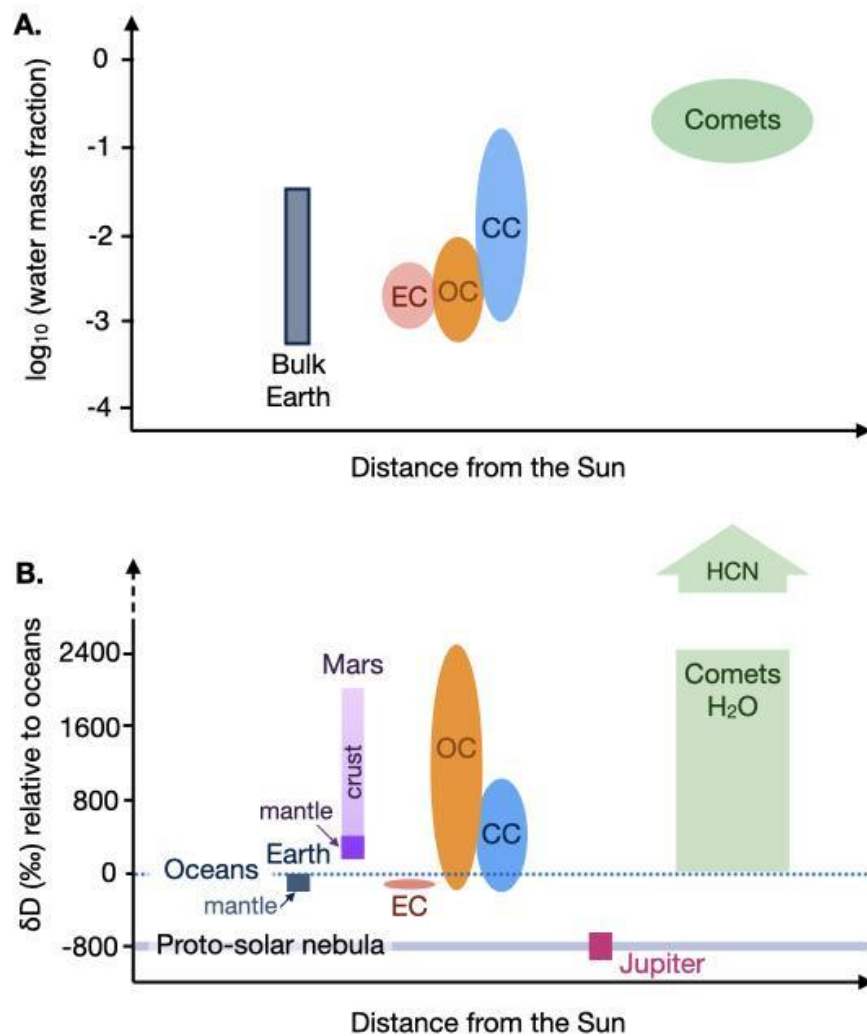 A.
log₁₀ (water mass fraction)
0
-1
-2
-3
-4
Comets
CC
EC
OC
Bulk
Earth
Distance from the Sun
B.
δD (‰) relative to oceans
2400
1600
800
0
-800
HCN
Comets
H₂O
Mars
crust
mantle
OC
CC
Earth
Oceans
mantle
EC
Proto-solar nebula
Jupiter
Distance from the Sun